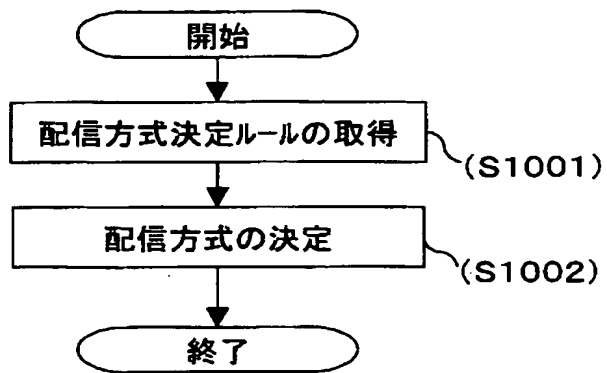 開始
配信方式決定ルールの取得
(S1001)
配信方式の決定
(S1002)
終了